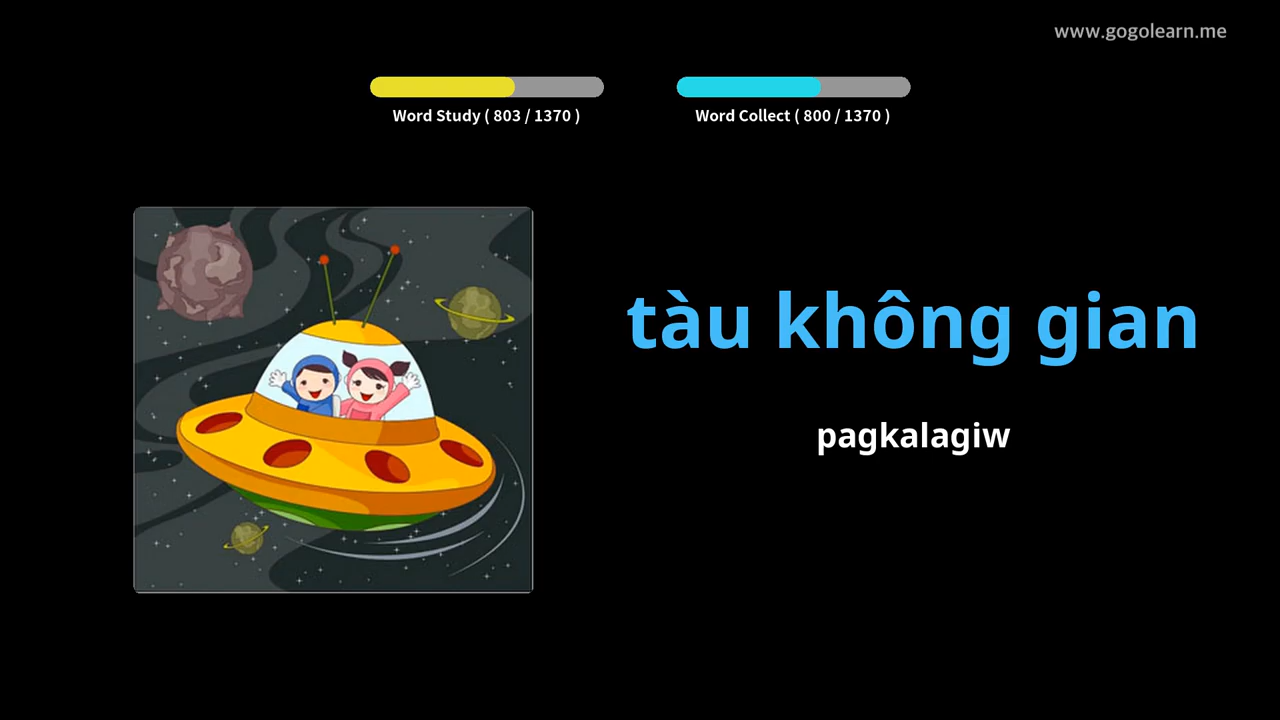 www.gogolearn.me
Word Study ( 803 / 1370 )
Word Collect ( 800 / 1370 )
tàu không gian
pagkalagiw